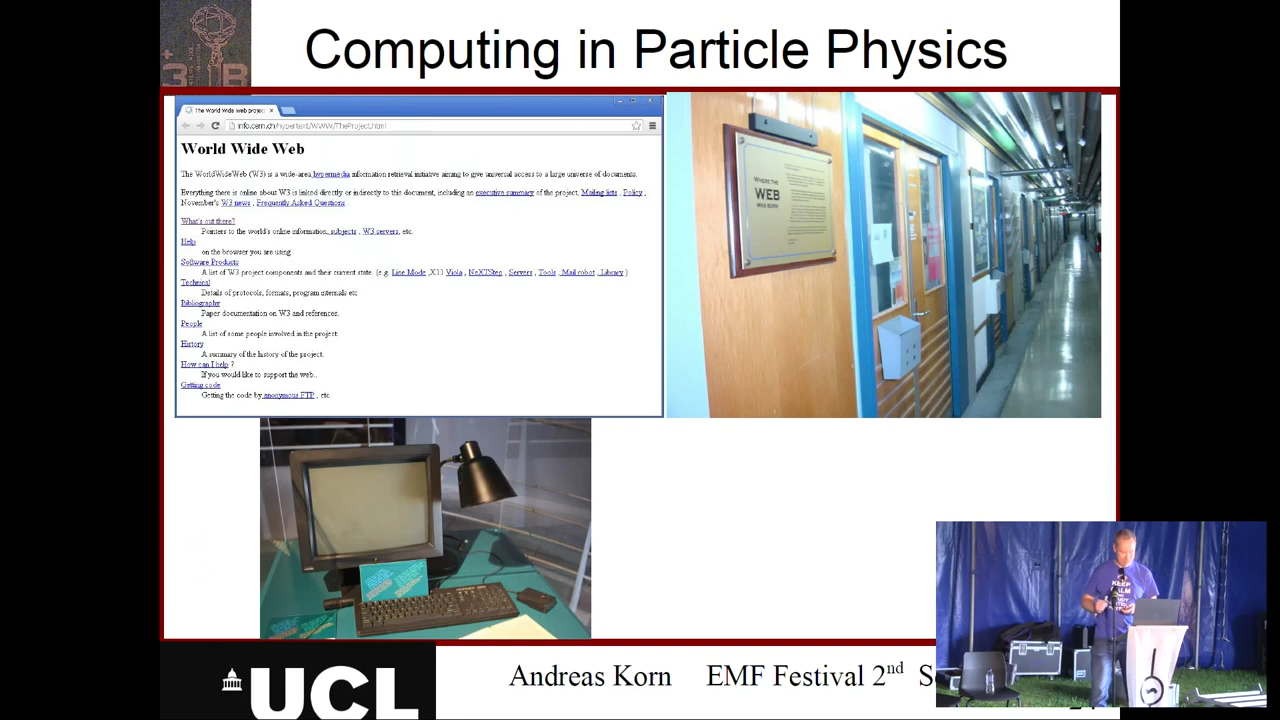 Computing in Particle Physics
The World Wide Web project
info.cern.ch/hypertext/WWW/TheProject.html
World Wide Web
The WorldWideWeb (W3) is a wide-area hypermedia information retrieval initiative aiming to give universal access to a large universe of documents.
Everything there is online about W3 is linked directly or indirectly to this document, including an executive summary of the project, Mailing lists , Policy ,
November's W3 news , Frequently Asked Questions .
What's out there?
Pointers to the world's online information, subjects , W3 servers, etc.
Help
on the browser you are using
Software Products
A list of W3 project components and their current state. (e.g. Line Mode ,X11 Viola , NeXTStep , Servers , Tools , Mail robot , Library )
Technical
Details of protocols, formats, program internals etc
Bibliography
Paper documentation on W3 and references.
People
A list of some people involved in the project.
History
A summary of the history of the project.
How can I help ?
If you would like to support the web..
Getting code
Getting the code by anonymous FTP , etc.
WHERE THE
WEB
WAS BORN
KEEP
UCL
Andreas Korn EMF Festival 2nd